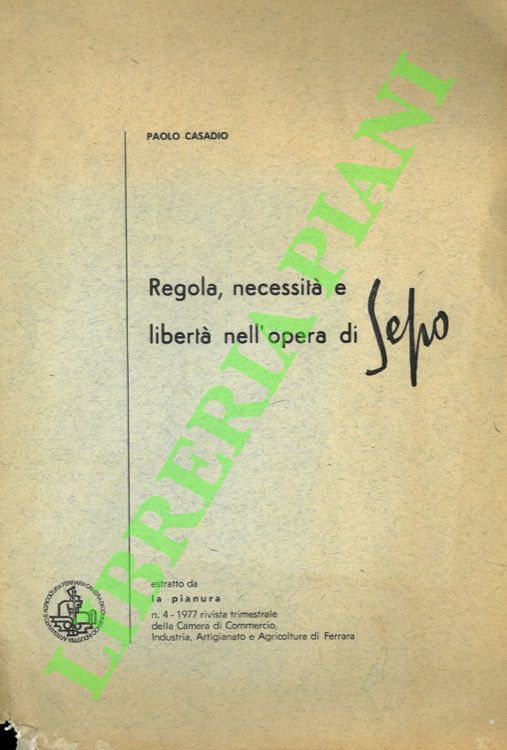 PAOLO CASADIO
Regola, necessità e
libertà nell'opera di Sepo
estratto da
la pianura
n. 4 - 1977 rivista trimestrale
della Camera di Commercio,
Industria, Artigianato e Agricoltura di Ferrara
LIBRERIA PIANI